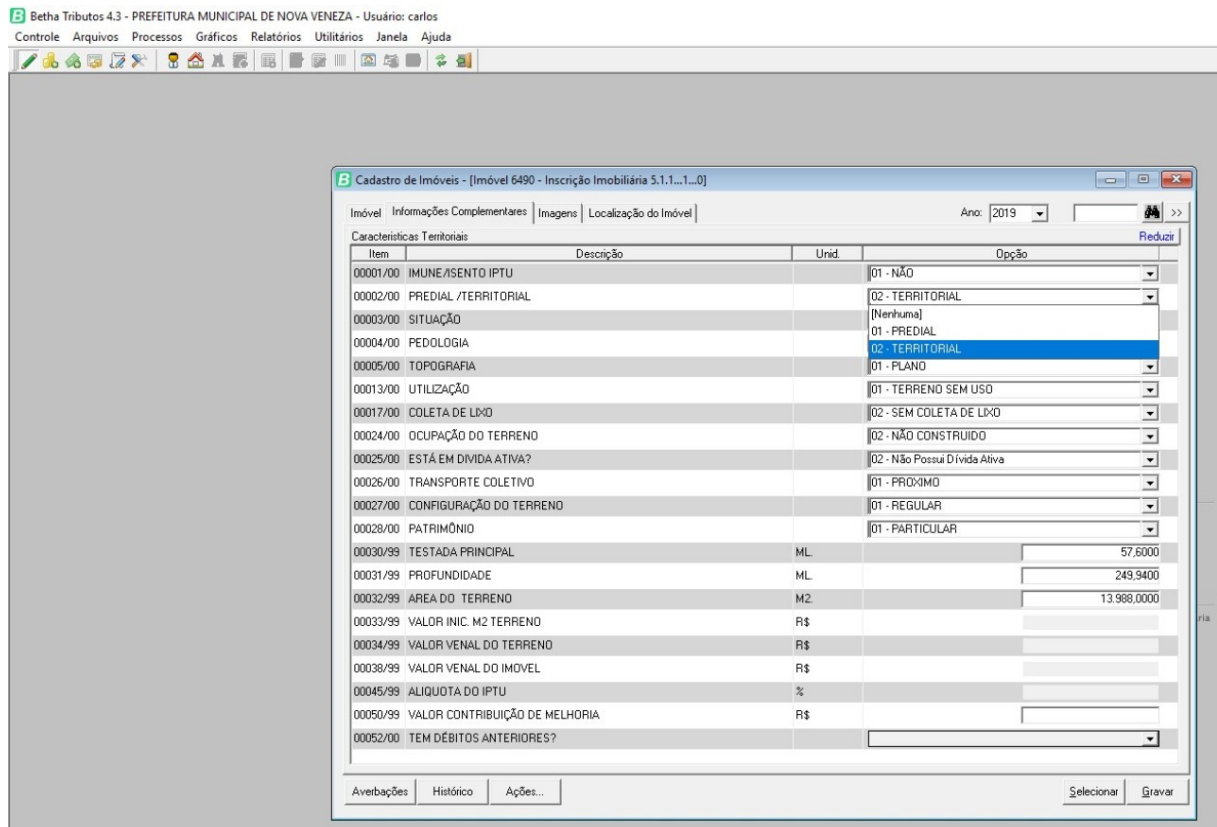 Betha Tributos 4.3 - PREFEITURA MUNICIPAL DE NOVA VENEZA - Usuário: carlos
Controle Arquivos Processos Gráficos Relatórios Utilitários Janela Ajuda
Cadastro de Imóveis - [Imóvel 6490 - Inscrição Imobiliária 5.1.1...1...0]
Imóvel Informações Complementares Imagens Localização do Imóvel Ano: 2019 >>
Caracteristicas Territoriais Reduzir
Item Descrição Unid. Opção
00001/00 IMUNE/ISENTO IPTU 01 - NÃO
00002/00 PREDIAL /TERRITORIAL 02 - TERRITORIAL
[Nenhuma]
00003/00 SITUAÇÃO 01 - PREDIAL
00004/00 PEDOLOGIA 02 - TERRITORIAL
00005/00 TOPOGRAFIA 01 - PLANO
00013/00 UTILIZAÇÃO 01 - TERRENO SEM USO
00017/00 COLETA DE LIXO 02 - SEM COLETA DE LIXO
00024/00 OCUPAÇÃO DO TERRENO 02 - NÃO CONSTRUIDO
00025/00 ESTÁ EM DIVIDA ATIVA? 02 - Não Possui Dívida Ativa
00026/00 TRANSPORTE COLETIVO 01 - PROXIMO
00027/00 CONFIGURAÇÃO DO TERRENO 01 - REGULAR
00028/00 PATRIMÔNIO 01 - PARTICULAR
00030/99 TESTADA PRINCIPAL ML. 57,6000
00031/99 PROFUNDIDADE ML. 249,9400
00032/99 AREA DO TERRENO M2. 13.988,0000
00033/99 VALOR INIC. M2 TERRENO R$
00034/99 VALOR VENAL DO TERRENO R$
00038/99 VALOR VENAL DO IMOVEL R$
00045/99 ALIQUOTA DO IPTU %
00050/99 VALOR CONTRIBUIÇÃO DE MELHORIA R$
00052/00 TEM DÉBITOS ANTERIORES?
Averbações Histórico Ações... Selecionar Gravar